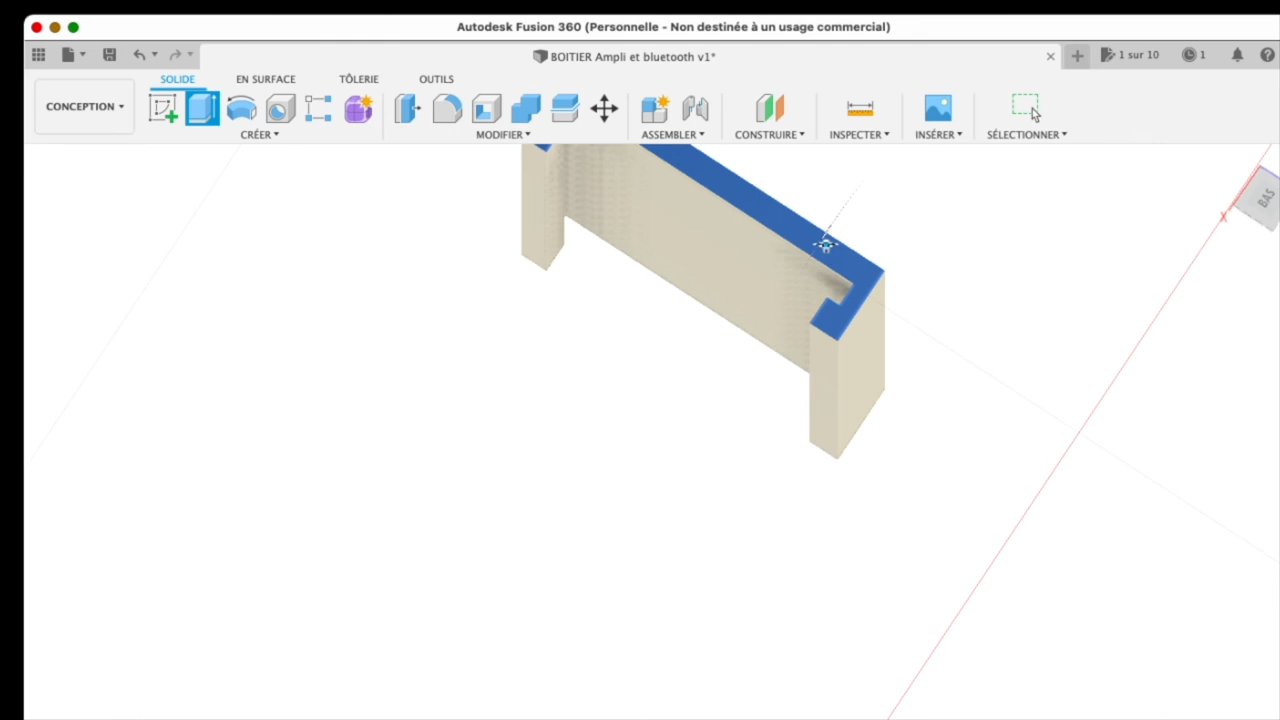 Autodesk Fusion 360 (Personnelle - Non destinée à un usage commercial)
BOITIER Ampli et bluetooth v1*
1 sur 10
1
SOLIDE
EN SURFACE
TÔLERIE
OUTILS
CONCEPTION
CRÉER
MODIFIER
ASSEMBLER
CONSTRUIRE
INSPECTER
INSÉRER
SÉLECTIONNER
BAS
X